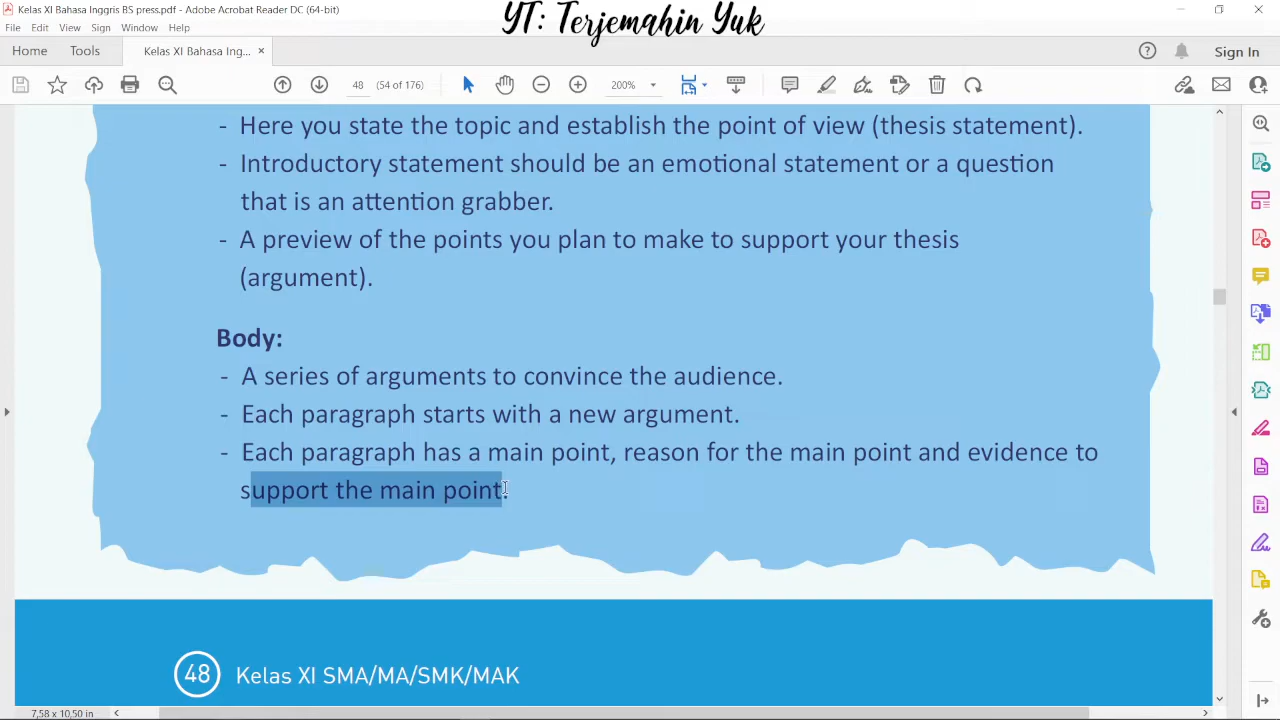 Kelas XI Bahasa Inggris BS press.pdf - Adobe Acrobat Reader DC (64-bit)
YT: Terjemahin Yuk
File Edit View Sign Window Help
Home Tools Kelas XI Bahasa Ing... × Sign In
48 (54 of 176) 200%
- Here you state the topic and establish the point of view (thesis statement).
- Introductory statement should be an emotional statement or a question
that is an attention grabber.
- A preview of the points you plan to make to support your thesis
(argument).
Body:
- A series of arguments to convince the audience.
- Each paragraph starts with a new argument.
- Each paragraph has a main point, reason for the main point and evidence to
support the main point.
48 Kelas XI SMA/MA/SMK/MAK
7,58 x 10,50 in